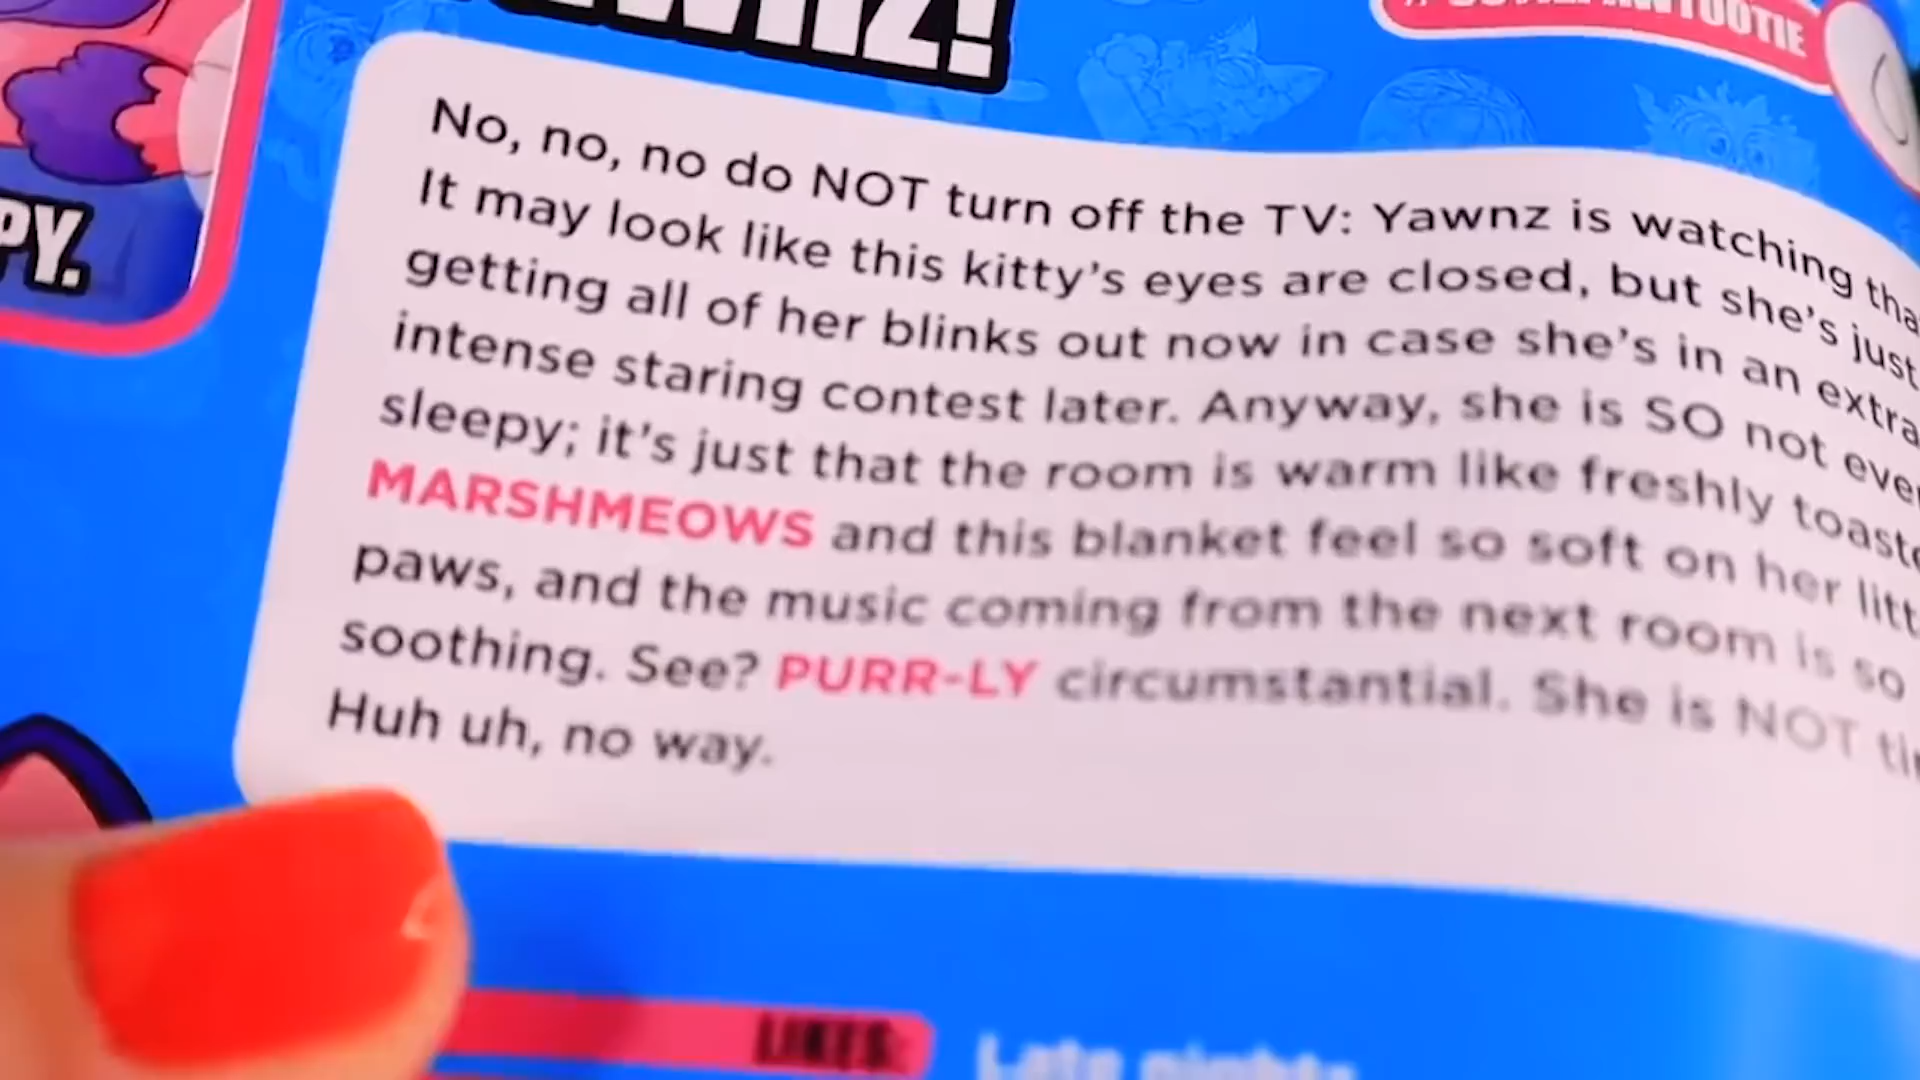 No, no, no do NOT turn off the TV: Yawnz is watching
It may look like this kitty's eyes are closed, but she's just
getting all of her blinks out now in case she's in an extra
intense staring contest later. Anyway, she is SO not
sleepy; it's just that the room is warm like freshly
MARSHMEOWS and this blanket feel so soft on her
paws, and the music coming from the next room is so
soothing. See? PURR-LY circumstantial. She is NOT
Huh uh, no way.
LIKES:
Late nights